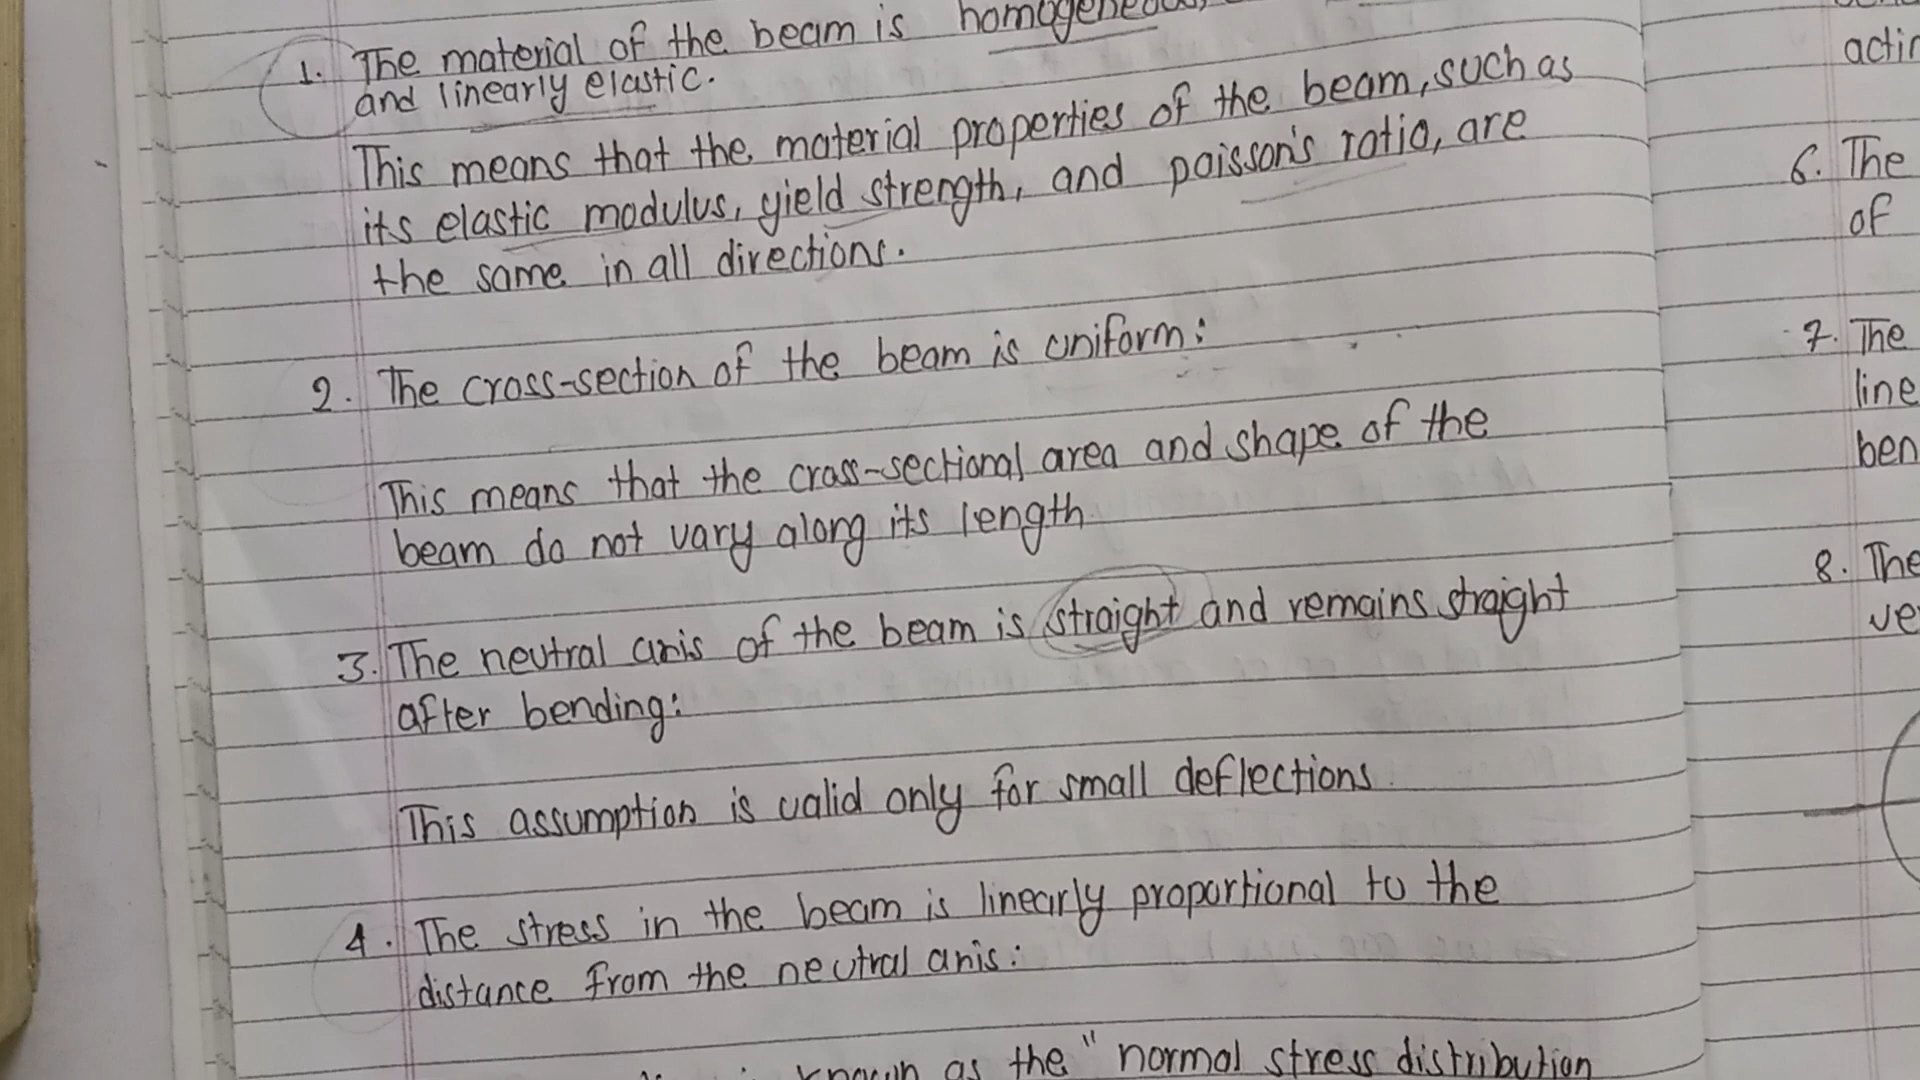 1. The material of the beam is homogeneous,
and linearly elastic.
This means that the material properties of the beam, such as
its elastic modulus, yield strength, and poisson's ratio, are
the same in all directions.
2. The cross-section of the beam is uniform:
This means that the cross-sectional area and shape of the
beam do not vary along its length
3. The neutral axis of the beam is straight and remains straight
after bending:
This assumption is valid only for small deflections
4. The stress in the beam is linearly proportional to the
distance from the neutral axis:
known as the "normal stress distribution
6. The
of
7. The
line
ben
8. The
ve